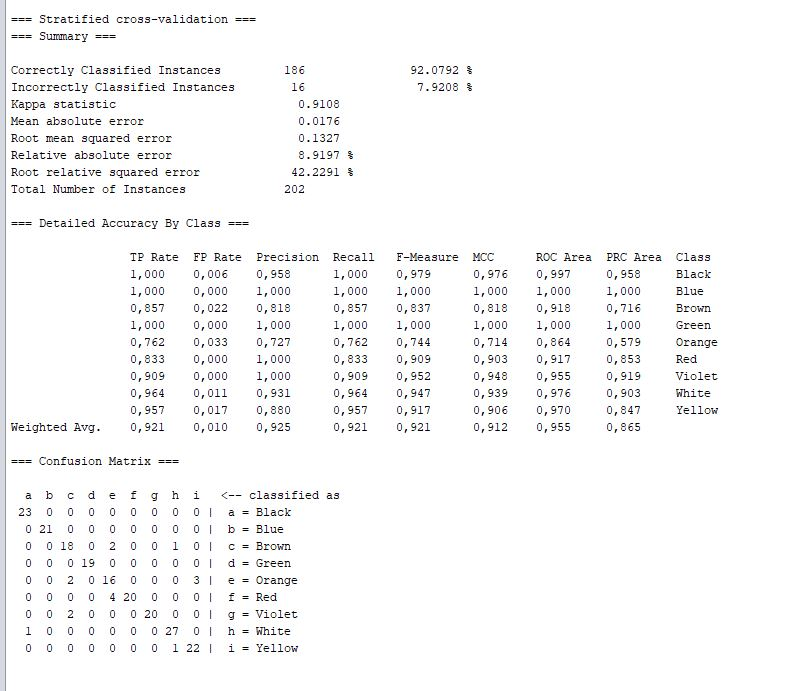 === Stratified cross-validation ===
=== Summary ===
Correctly Classified Instances 186 92.0792 %
Incorrectly Classified Instances 16 7.9208 %
Kappa statistic 0.9108
Mean absolute error 0.0176
Root mean squared error 0.1327
Relative absolute error 8.9197 %
Root relative squared error 42.2291 %
Total Number of Instances 202
=== Detailed Accuracy By Class ===
TP Rate FP Rate Precision Recall F-Measure MCC ROC Area PRC Area Class
1,000 0,006 0,958 1,000 0,979 0,976 0,997 0,958 Black
1,000 0,000 1,000 1,000 1,000 1,000 1,000 1,000 Blue
0,857 0,022 0,818 0,857 0,837 0,818 0,918 0,716 Brown
1,000 0,000 1,000 1,000 1,000 1,000 1,000 1,000 Green
0,762 0,033 0,727 0,762 0,744 0,714 0,864 0,579 Orange
0,833 0,000 1,000 0,833 0,909 0,903 0,917 0,853 Red
0,909 0,000 1,000 0,909 0,952 0,948 0,955 0,919 Violet
0,964 0,011 0,931 0,964 0,947 0,939 0,976 0,903 White
0,957 0,017 0,880 0,957 0,917 0,906 0,970 0,847 Yellow
Weighted Avg. 0,921 0,010 0,925 0,921 0,921 0,912 0,955 0,865
=== Confusion Matrix ===
a b c d e f g h i <-- classified as
23 0 0 0 0 0 0 0 0 | a = Black
0 21 0 0 0 0 0 0 0 | b = Blue
0 0 18 0 2 0 0 1 0 | c = Brown
0 0 0 19 0 0 0 0 0 | d = Green
0 0 2 0 16 0 0 0 3 | e = Orange
0 0 0 0 4 20 0 0 0 | f = Red
0 0 2 0 0 0 20 0 0 | g = Violet
1 0 0 0 0 0 0 27 0 | h = White
0 0 0 0 0 0 0 1 22 | i = Yellow